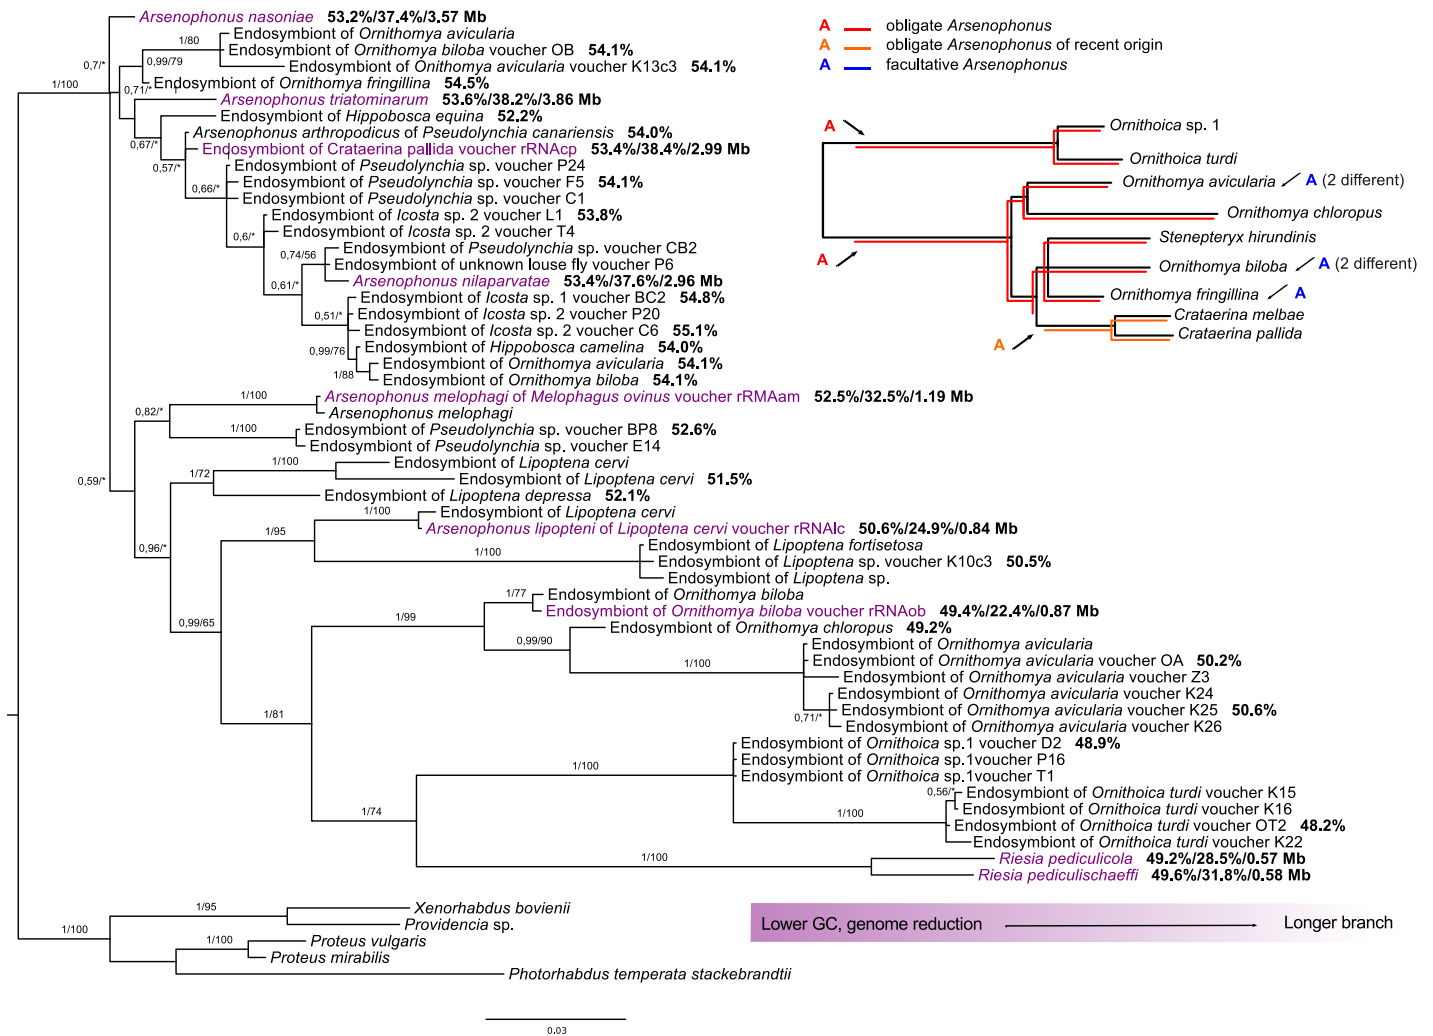 Arsenophonus nasoniae 53.2%/37.4%/3.57 Mb
Endosymbiont of Ornithomya avicularia
1/80
Endosymbiont of Ornithomya biloba voucher OB 54.1%
0,99/79
Endosymbiont of Onithomya avicularia voucher K13c3 54.1%
0,7/*
1/100
Endosymbiont of Ornithomya fringillina 54.5%
0,71/*
Arsenophonus triatominarum 53.6%/38.2%/3.86 Mb
Endosymbiont of Hippobosca equina 52.2%
Arsenophonus arthropodicus of Pseudolynchia canariensis 54.0%
0,67/*
Endosymbiont of Crataerina pallida voucher rRNAcp 53.4%/38.4%/2.99 Mb
0,57/*
Endosymbiont of Pseudolynchia sp. voucher P24
Endosymbiont of Pseudolynchia sp. voucher F5 54.1%
0,66/*
Endosymbiont of Pseudolynchia sp. voucher C1
Endosymbiont of Icosta sp. 2 voucher L1 53.8%
Endosymbiont of Icosta sp. 2 voucher T4
0,6/*
Endosymbiont of Pseudolynchia sp. voucher CB2
0,74/56
Endosymbiont of unknown louse fly voucher P6
Arsenophonus nilaparvatae 53.4%/37.6%/2.96 Mb
0,61/*
Endosymbiont of Icosta sp. 1 voucher BC2 54.8%
Endosymbiont of Icosta sp. 2 voucher P20
0,51/*
Endosymbiont of Icosta sp. 2 voucher C6 55.1%
Endosymbiont of Hippobosca camelina 54.0%
0,99/76
Endosymbiont of Ornithomya avicularia 54.1%
1/88
Endosymbiont of Ornithomya biloba 54.1%
1/100
Arsenophonus melophagi of Melophagus ovinus voucher rRMAam 52.5%/32.5%/1.19 Mb
0,82/*
Arsenophonus melophagi
1/100
Endosymbiont of Pseudolynchia sp. voucher BP8 52.6%
Endosymbiont of Pseudolynchia sp. voucher E14
1/100
Endosymbiont of Lipoptena cervi
1/72
0,59/*
Endosymbiont of Lipoptena cervi 51.5%
Endosymbiont of Lipoptena depressa 52.1%
1/100
Endosymbiont of Lipoptena cervi
1/95
Arsenophonus lipopteni of Lipoptena cervi voucher rRNAlc 50.6%/24.9%/0.84 Mb
0,96/*
Endosymbiont of Lipoptena fortisetosa
1/100
Endosymbiont of Lipoptena sp. voucher K10c3 50.5%
Endosymbiont of Lipoptena sp.
1/77
Endosymbiont of Ornithomya biloba
Endosymbiont of Ornithomya biloba voucher rRNAob 49.4%/22.4%/0.87 Mb
0,99/65
1/99
Endosymbiont of Ornithomya chloropus 49.2%
0,99/90
Endosymbiont of Ornithomya avicularia
1/100
Endosymbiont of Ornithomya avicularia voucher OA 50.2%
Endosymbiont of Ornithomya avicularia voucher Z3
Endosymbiont of Ornithomya avicularia voucher K24
1/81
0,71/*
Endosymbiont of Ornithomya avicularia voucher K25 50.6%
Endosymbiont of Ornithomya avicularia voucher K26
Endosymbiont of Ornithoica sp.1 voucher D2 48.9%
1/100
Endosymbiont of Ornithoica sp.1voucher P16
Endosymbiont of Ornithoica sp.1voucher T1
0,56/*
Endosymbiont of Ornithoica turdi voucher K15
1/74
1/100
Endosymbiont of Ornithoica turdi voucher K16
Endosymbiont of Ornithoica turdi voucher OT2 48.2%
Endosymbiont of Ornithoica turdi voucher K22
1/100
Riesia pediculicola 49.2%/28.5%/0.57 Mb
Riesia pediculischaeffi 49.6%/31.8%/0.58 Mb
1/95
Xenorhabdus bovienii
Providencia sp.
1/100
1/100
Proteus vulgaris
Proteus mirabilis
Photorhabdus temperata stackebrandtii
0.03
A obligate Arsenophonus
A obligate Arsenophonus of recent origin
A facultative Arsenophonus
A
Ornithoica sp. 1
Ornithoica turdi
Ornithomya avicularia A (2 different)
Ornithomya chloropus
Stenepteryx hirundinis
A
Ornithomya biloba A (2 different)
Ornithomya fringillina A
Crataerina melbae
A
Crataerina pallida
Lower GC, genome reduction Longer branch